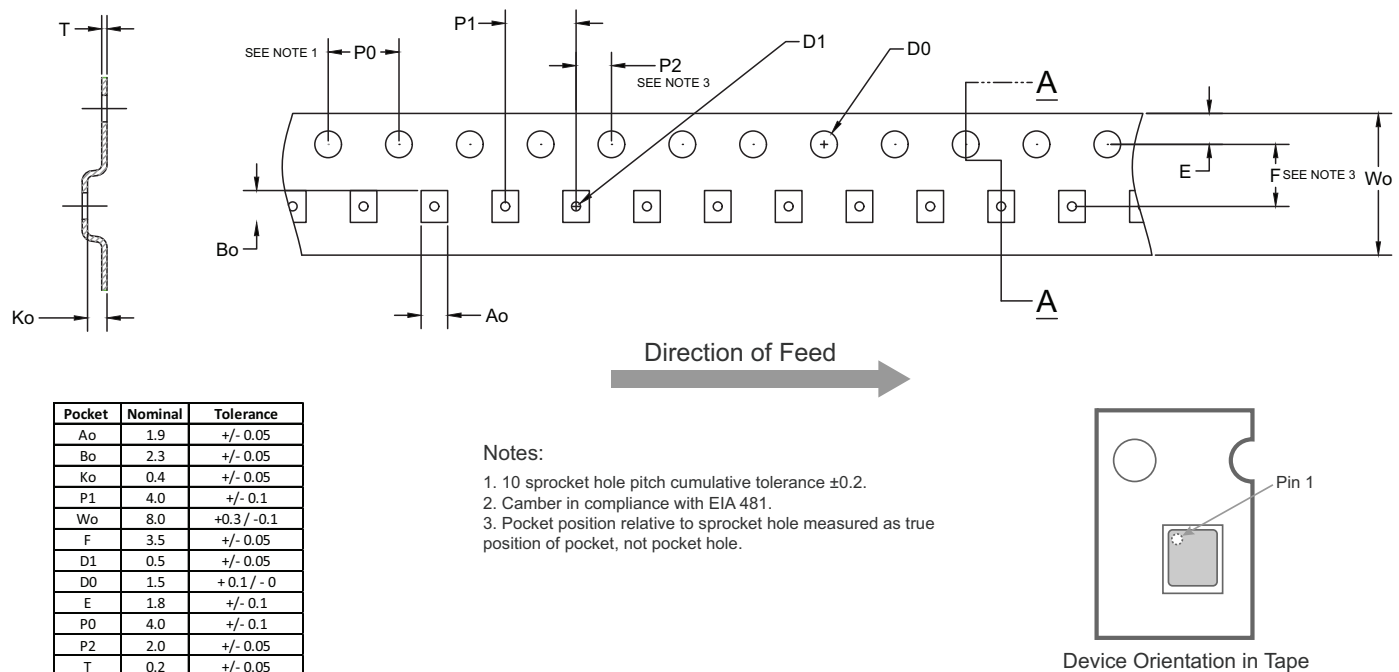 T
P1
SEE NOTE 1
P0
P2
SEE NOTE 3
D1
D0
A
E
F SEE NOTE 3
Wo
Bo
Ko
Ao
A
Direction of Feed
Pocket Nominal Tolerance
Ao 1.9 +/- 0.05
Bo 2.3 +/- 0.05
Ko 0.4 +/- 0.05
P1 4.0 +/- 0.1
Wo 8.0 +0.3 / -0.1
F 3.5 +/- 0.05
D1 0.5 +/- 0.05
D0 1.5 + 0.1 / - 0
E 1.8 +/- 0.1
P0 4.0 +/- 0.1
P2 2.0 +/- 0.05
T 0.2 +/- 0.05
Notes:
1. 10 sprocket hole pitch cumulative tolerance ±0.2.
2. Camber in compliance with EIA 481.
3. Pocket position relative to sprocket hole measured as true
position of pocket, not pocket hole.
Pin 1
Device Orientation in Tape